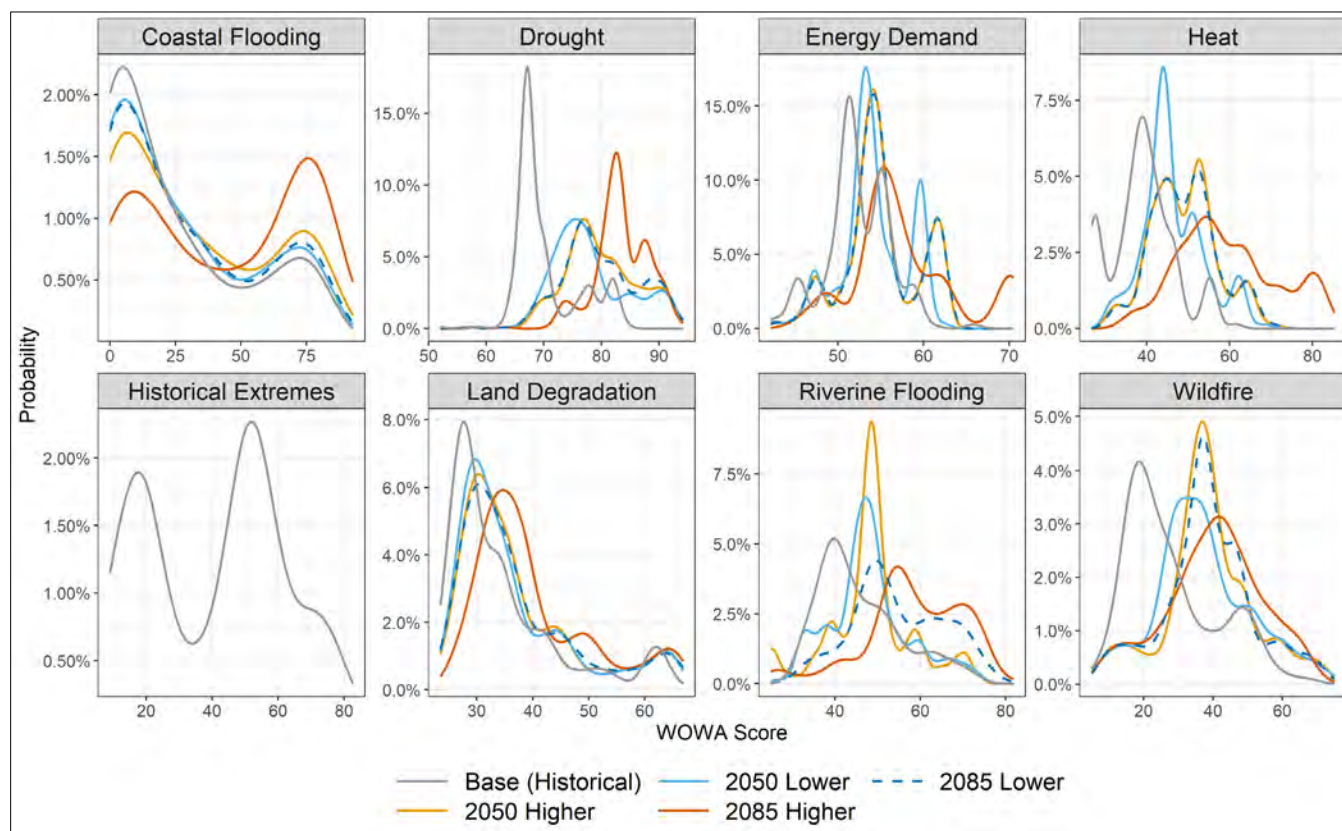 Coastal Flooding Drought Energy Demand Heat
2.00%
1.50%
1.00%
0.50%
0 25 50 75
15.0%
10.0%
5.0%
0.0%
52 60 70 80 90
15.0%
10.0%
5.0%
0.0%
50 60 70
7.5%
5.0%
2.5%
0.0%
40 60 80
Probability
Historical Extremes Land Degradation Riverine Flooding Wildfire
2.00%
1.50%
1.00%
0.50%
20 40 60 80
8.0%
6.0%
4.0%
2.0%
0.0%
30 40 50 60
7.5%
5.0%
2.5%
0.0%
40 60 80
5.0%
4.0%
3.0%
2.0%
1.0%
0.0%
20 40 60
WOWA Score
Base (Historical) 2050 Lower 2085 Lower
2050 Higher 2085 Higher